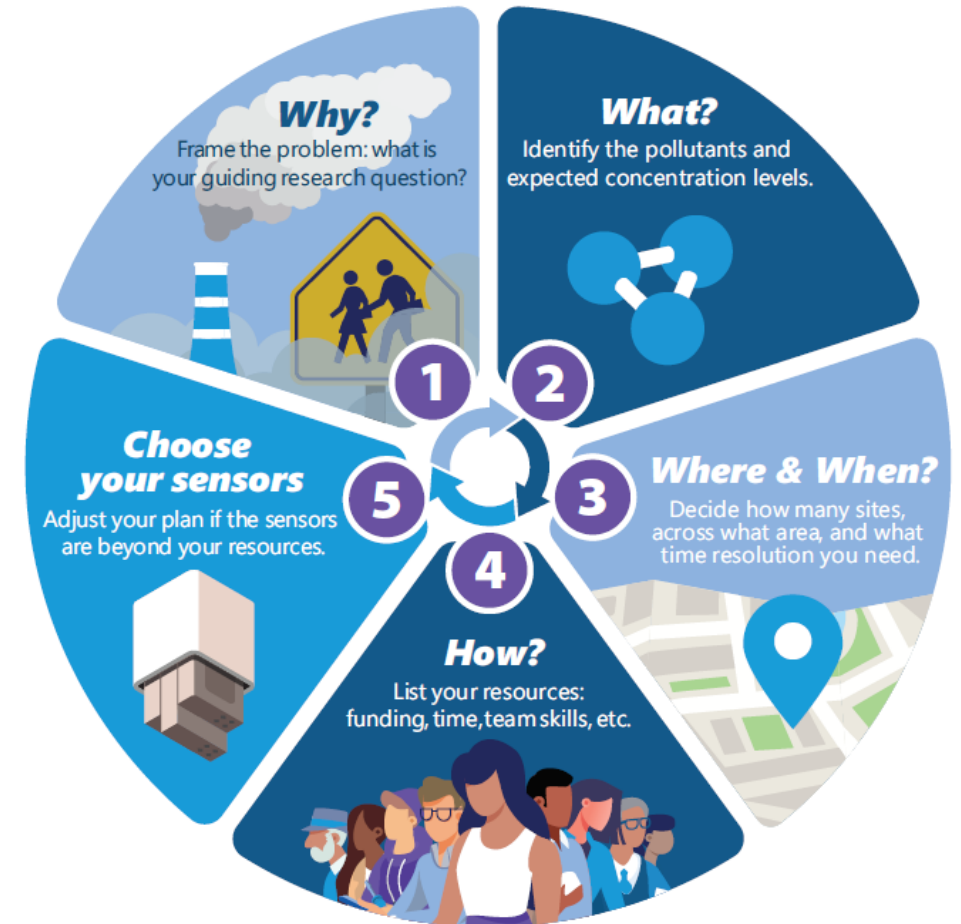 Why?
Frame the problem: what is
your guiding research question?
1
What?
Identify the pollutants and
expected concentration levels.
2
Where & When?
Decide how many sites,
across what area, and what
time resolution you need.
3
4
How?
List your resources:
funding, time, team skills, etc.
Choose
your sensors
Adjust your plan if the sensors
are beyond your resources.
5